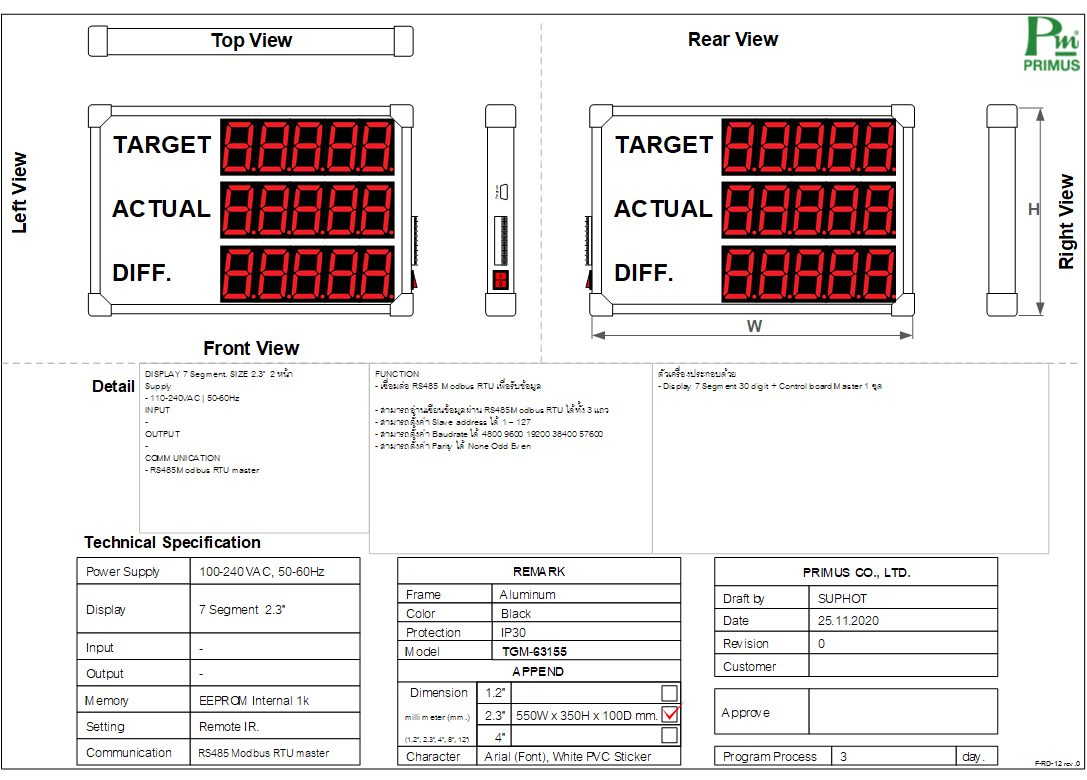 Top View
Rear View
Pm
PRIMUS
Left View
TARGET
ACTUAL
DIFF.
TARGET
ACTUAL
DIFF.
H
Right View
W
Front View
Detail
DISPLAY 7 Segment. SIZE 2.3" 2 หน้า
Supply
- 110-240VAC | 50-60Hz
INPUT
-
OUTPUT
-
COMMUNICATION
- RS485Modbus RTU master
FUNCTION
- เชื่อมต่อ RS485 Modbus RTU เพื่อรับข้อมูล
- สามารถอ่านเขียนข้อมูลผ่าน RS485Modbus RTU ได้ทั้ง 3 แถว
- สามารถตั้งค่า Slave address ได้ 1 – 127
- สามารถตั้งค่า Baudrate ได้ 4800 9600 19200 38400 57600
- สามารถตั้งค่า Parity ได้ None Odd Even
ตัวเครื่องประกอบด้วย
- Display 7 Segment 30 digit + Control board Master 1 ชุด
Technical Specification
Power Supply 100-240VAC, 50-60Hz
Display 7 Segment 2.3"
Input -
Output -
Memory EEPROM Internal 1k
Setting Remote IR.
Communication RS485 Modbus RTU master
REMARK
Frame Aluminum
Color Black
Protection IP30
Model TGM-63155
APPEND
Dimension 1.2"
millimeter (mm.) 2.3" 550W x 350H x 100D mm.
(1.2", 2.3", 4", 8", 12") 4"
Character Arial (Font), White PVC Sticker
PRIMUS CO., LTD.
Draft by SUPHOT
Date 25.11.2020
Revision 0
Customer
Approve
Program Process 3 day.
F-RD-12 rev.0